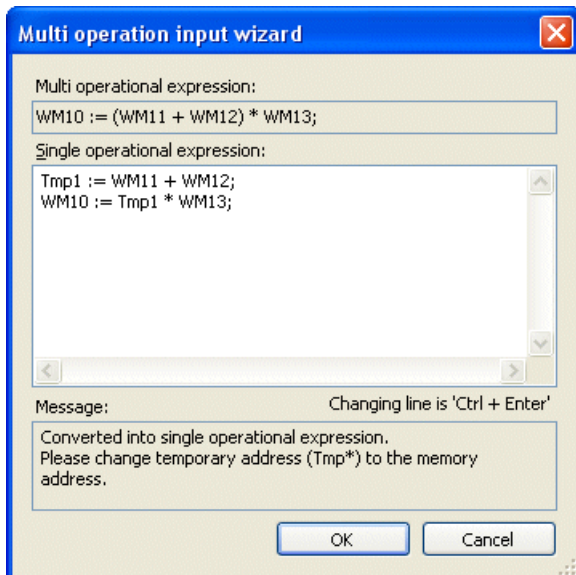 Multi operation input wizard
Multi operational expression:
WM10 := (WM11 + WM12) * WM13;
Single operational expression:
Tmp1 := WM11 + WM12;
WM10 := Tmp1 * WM13;
Message:
Changing line is 'Ctrl + Enter'
Converted into single operational expression.
Please change temporary address (Tmp*) to the memory
address.
OK
Cancel